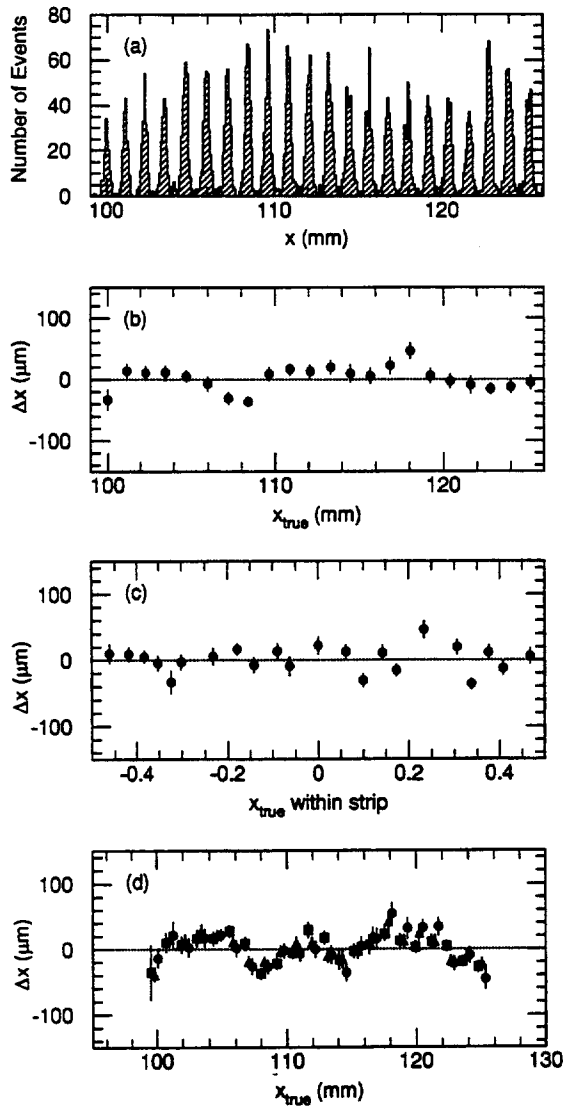 (a)
Number of Events
80
60
40
20
0
100 110 120
x (mm)
(b)
Δx (μm)
100
0
-100
100 110 120
x_true (mm)
(c)
Δx (μm)
100
0
-100
-0.4 -0.2 0 0.2 0.4
x_true within strip
(d)
Δx (μm)
100
0
-100
100 110 120 130
x_true (mm)